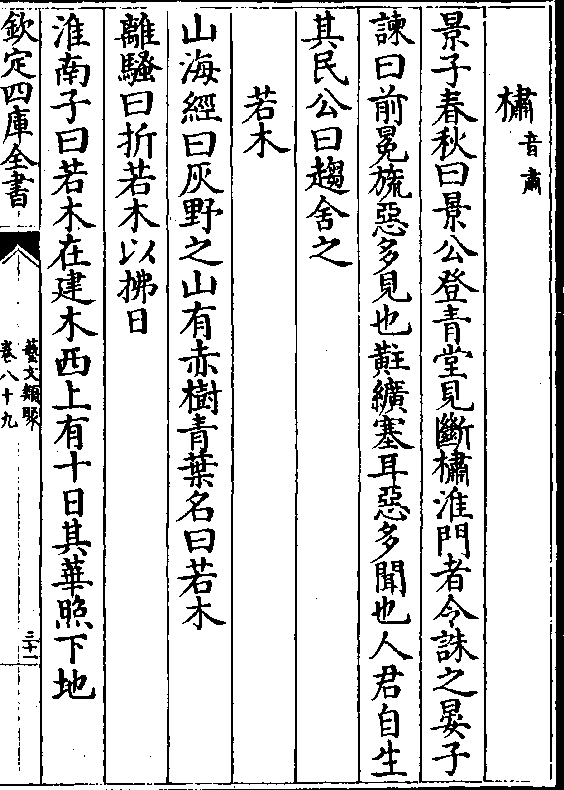 橚音肅
景子春秋曰景公登青堂見斷橚淮門者令誅之晏子
諫曰前冕旒惡多見也黈纊塞耳惡多聞也人君自生
其民公曰趨舍之
若木
山海經曰灰野之山有赤樹青葉名曰若木
離騷曰折若木以拂日
淮南子曰若木在建木西上有十日其華照下地
欽定四庫全書
藝文類聚
卷八十九
三十一